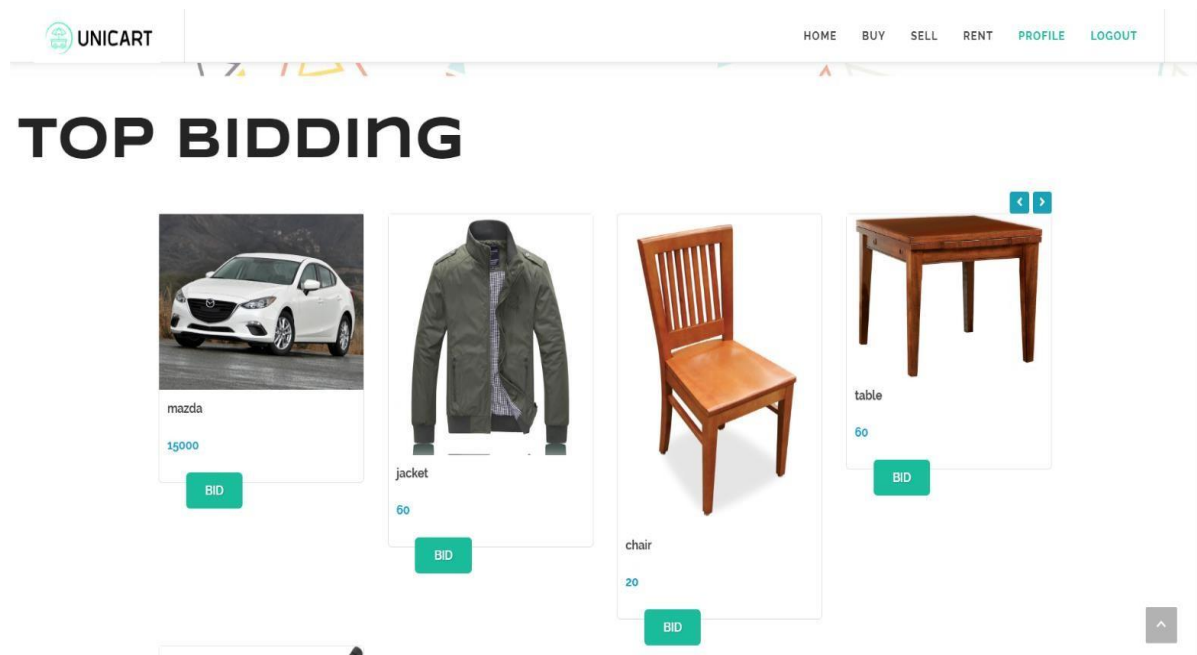 UNICART
HOME BUY SELL RENT PROFILE LOGOUT
TOP BIDDING
mazda
15000
BID
jacket
60
BID
chair
20
BID
table
60
BID